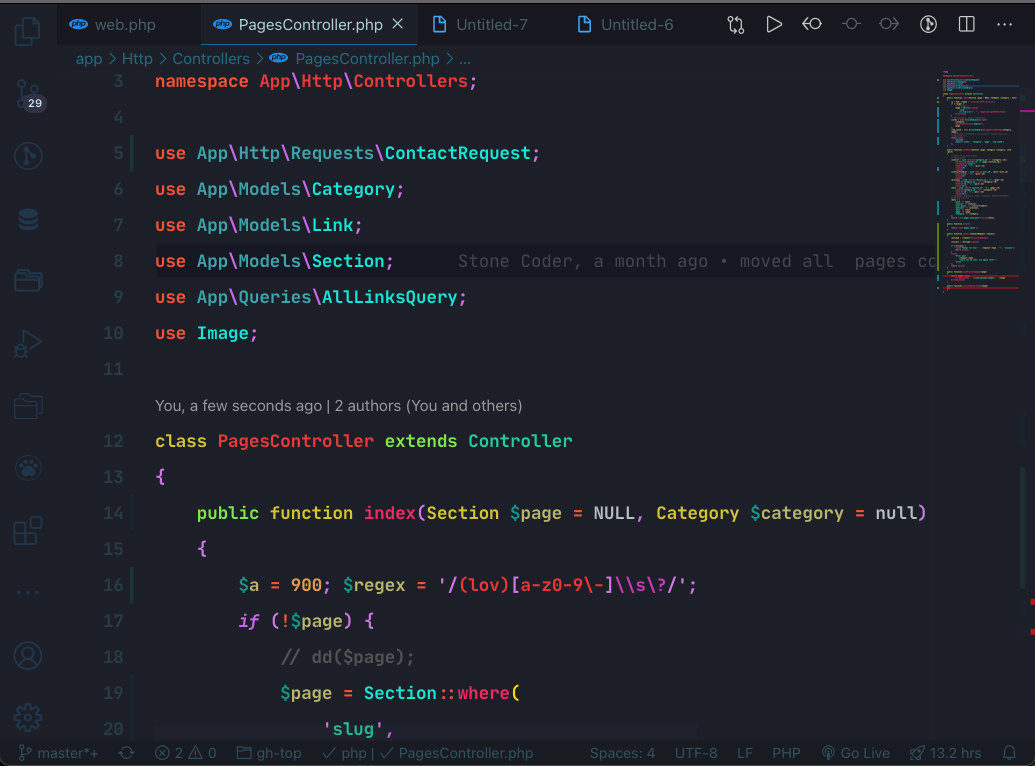 web.php PagesController.php Untitled-7 Untitled-6
app > Http > Controllers > PagesController.php > ...
29
3 namespace App\Http\Controllers;
4
5 use App\Http\Requests\ContactRequest;
6 use App\Models\Category;
7 use App\Models\Link;
8 use App\Models\Section; Stone Coder, a month ago • moved all pages co
9 use App\Queries\AllLinksQuery;
10 use Image;
11
You, a few seconds ago | 2 authors (You and others)
12 class PagesController extends Controller
13 {
14 public function index(Section $page = NULL, Category $category = null)
15 {
16 $a = 900; $regex = '/(lov)[a-z0-9\-]\\s\?/';
17 if (!$page) {
18 // dd($page);
19 $page = Section::where(
20 'slug',
master*+ 2 0 gh-top php | PagesController.php Spaces: 4 UTF-8 LF PHP Go Live 13.2 hrs